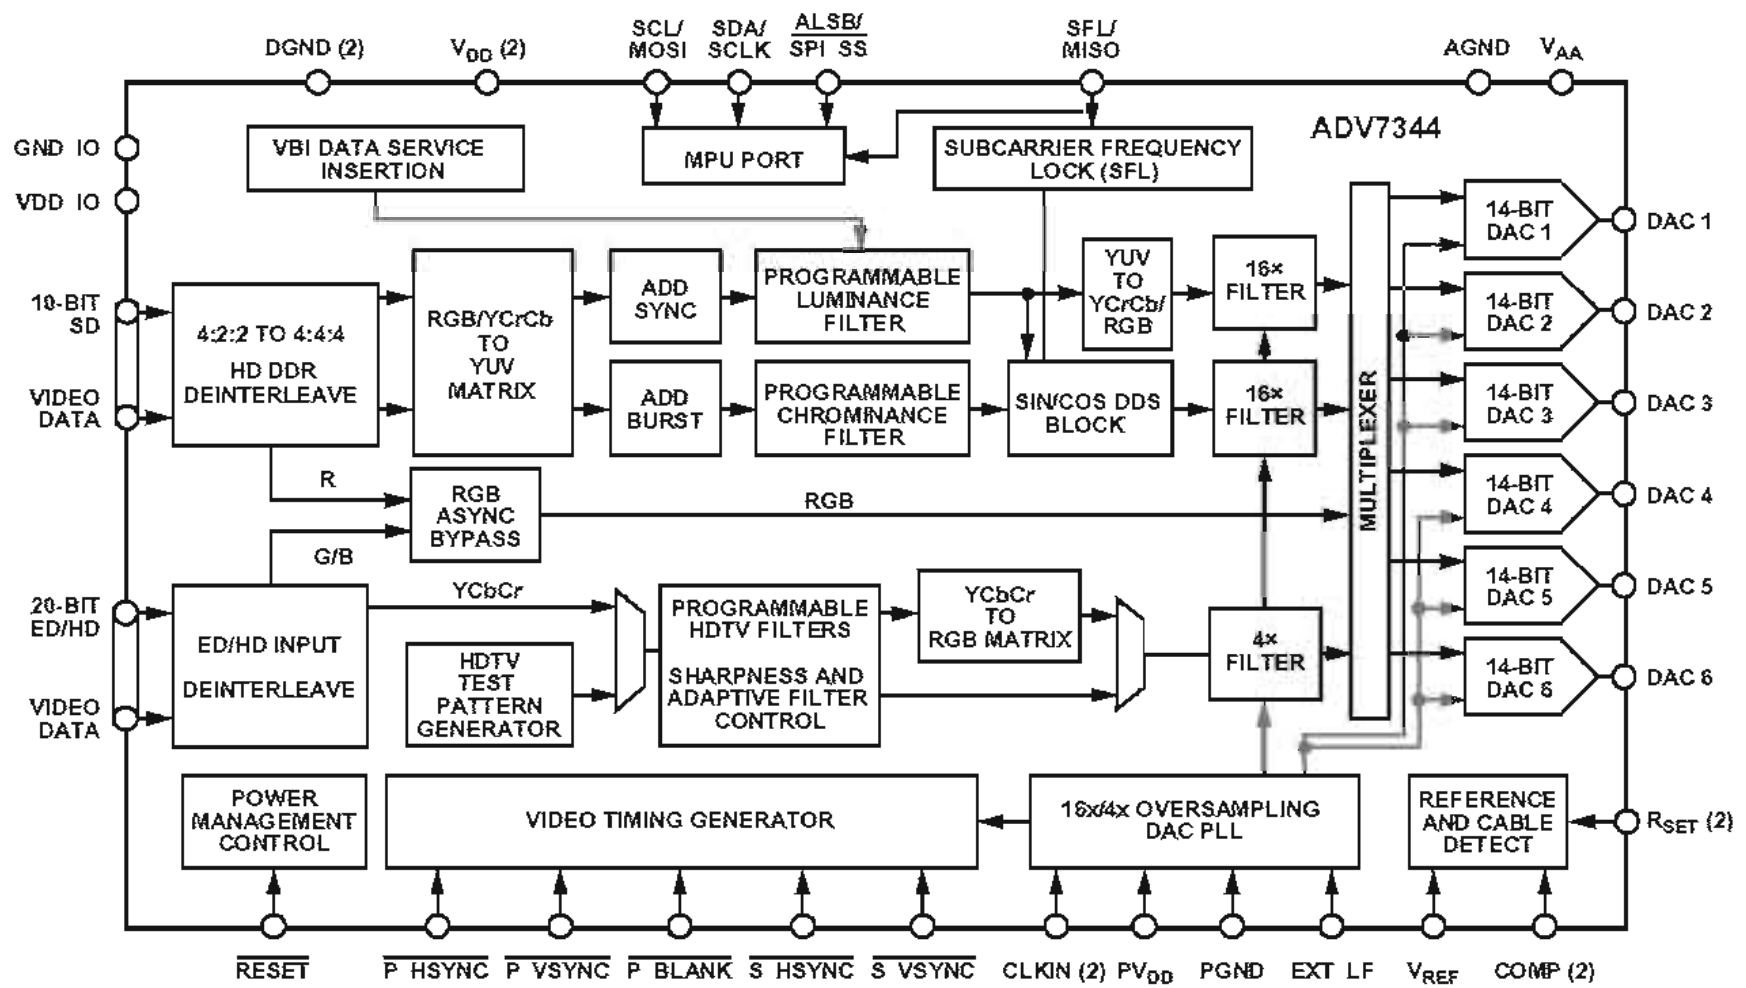 SCL/
MOSI
SDA/
SCLK
ALSB/
SPI SS
SFL/
MISO
DGND (2)
VDD (2)
AGND
VAA
ADV7344
GND IO
VDD IO
VBI DATA SERVICE
INSERTION
MPU PORT
SUBCARRIER FREQUENCY
LOCK (SFL)
10-BIT
SD
VIDEO
DATA
4:2:2 TO 4:4:4
HD DDR
DEINTERLEAVE
RGB/YCrCb
TO
YUV
MATRIX
ADD
SYNC
PROGRAMMABLE
LUMINANCE
FILTER
YUV
TO
YCrCb/
RGB
16×
FILTER
ADD
BURST
PROGRAMMABLE
CHROMINANCE
FILTER
SIN/COS DDS
BLOCK
16×
FILTER
MULTIPLEXER
14-BIT
DAC 1
DAC 1
14-BIT
DAC 2
DAC 2
14-BIT
DAC 3
DAC 3
14-BIT
DAC 4
DAC 4
14-BIT
DAC 5
DAC 5
14-BIT
DAC 6
DAC 6
R
G/B
RGB
ASYNC
BYPASS
RGB
20-BIT
ED/HD
VIDEO
DATA
ED/HD INPUT
DEINTERLEAVE
YCbCr
HDTV
TEST
PATTERN
GENERATOR
PROGRAMMABLE
HDTV FILTERS
SHARPNESS AND
ADAPTIVE FILTER
CONTROL
YCbCr
TO
RGB MATRIX
4×
FILTER
POWER
MANAGEMENT
CONTROL
VIDEO TIMING GENERATOR
16x/4x OVERSAMPLING
DAC PLL
REFERENCE
AND CABLE
DETECT
RSET (2)
RESET
P HSYNC
P VSYNC
P BLANK
S HSYNC
S VSYNC
CLKIN (2)
PVDD
PGND
EXT LF
VREF
COMP (2)